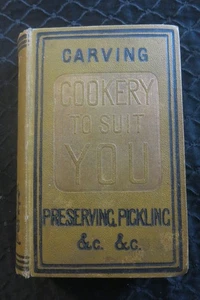 CARVING
COOKERY
TO SUIT
YOU
PRESERVING, PICKLING
&c. &c.